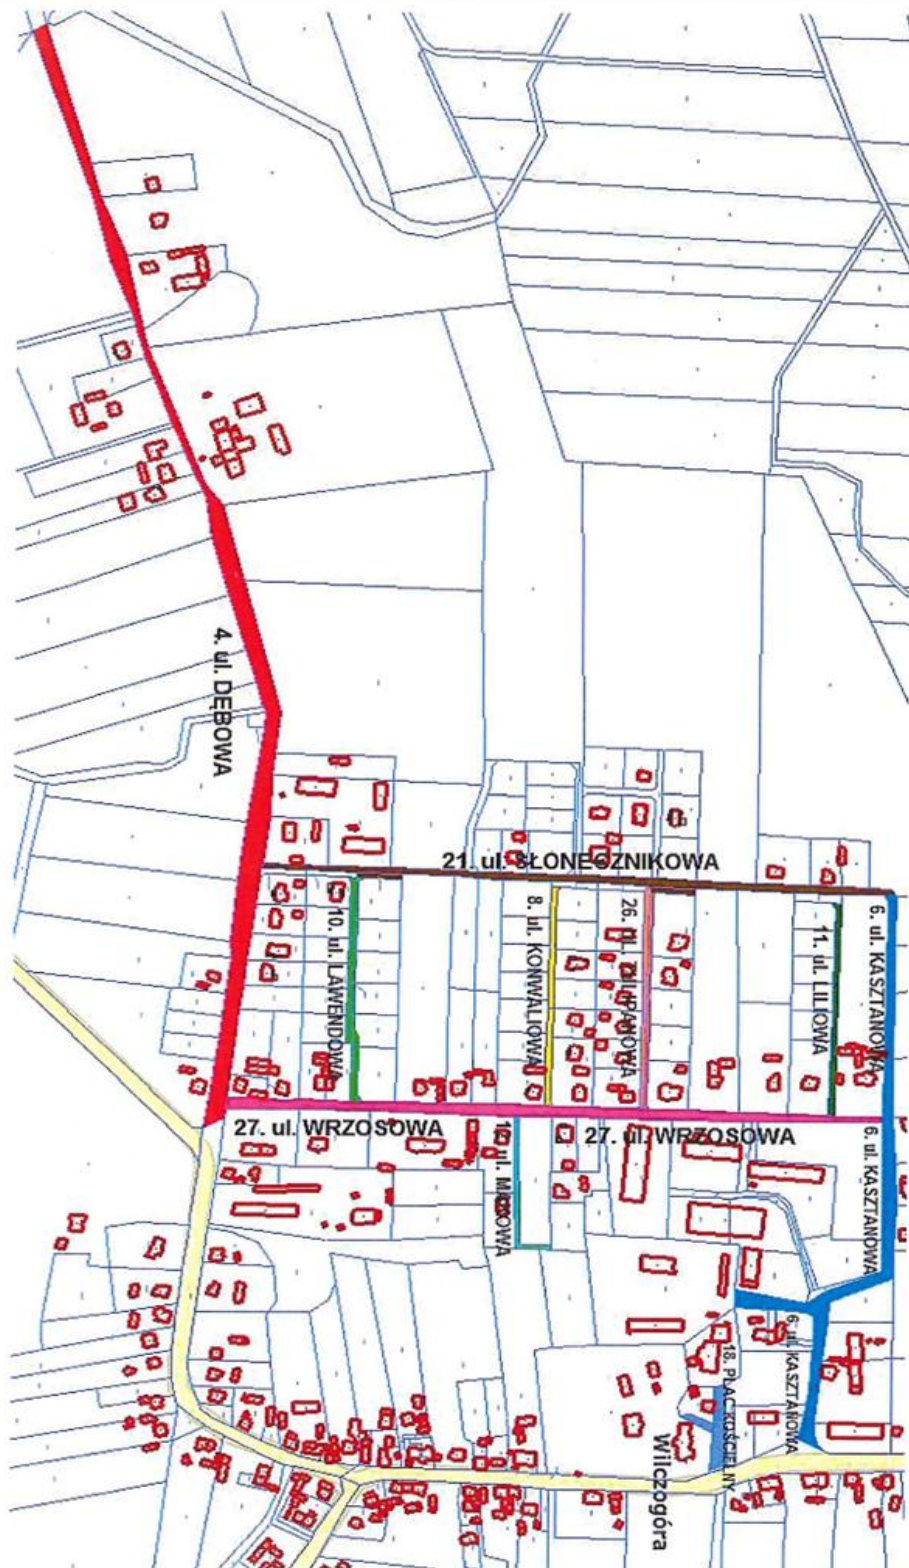 4. ul. DĘBOWA
21. ul. SŁONECZNIKOWA
10. ul. LAWENDOWA
8. ul. KONWALIOWA
26. ul. TULIPANOWA
11. ul. LILIOWA
6. ul. KASZTANOWA
27. ul. WRZOSOWA
27. ul. WRZOSOWA
ul.
6. ul. KASZTANOWA
6. ul. KASZTANOWA
18. PLAC KOŚCIELNY
Wilczogóra